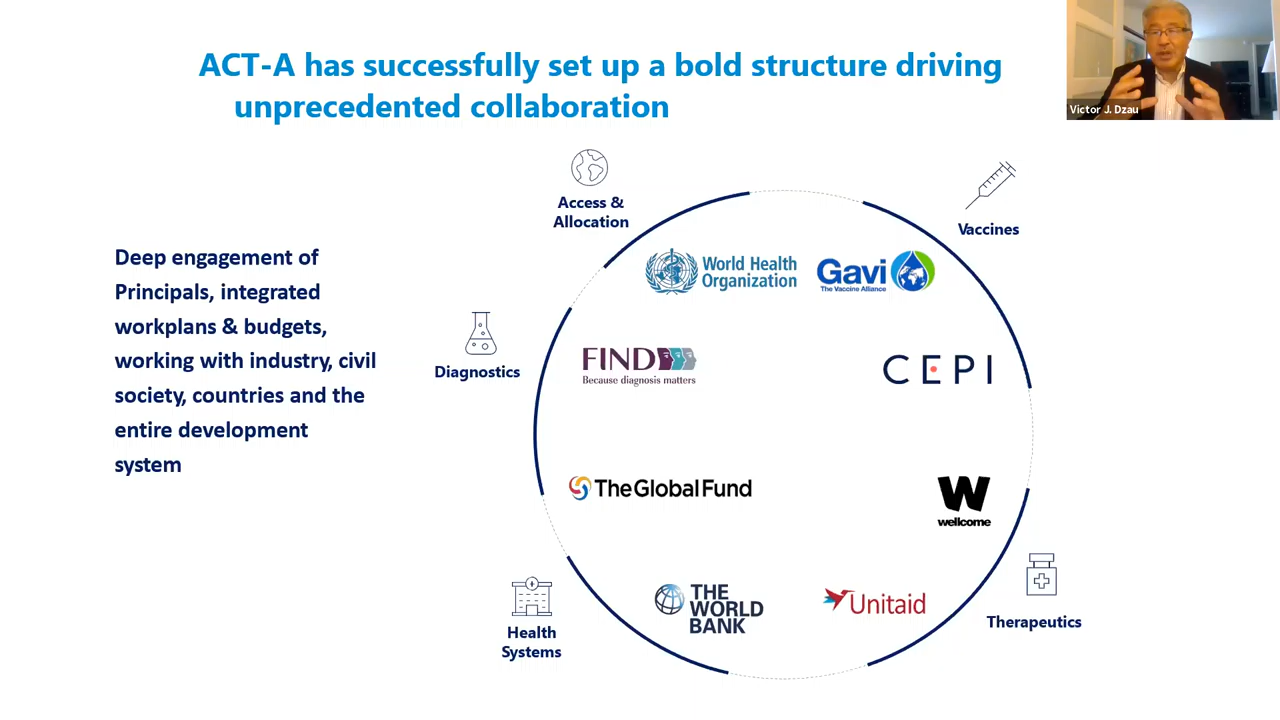 ACT-A has successfully set up a bold structure driving
unprecedented collaboration
Victor J. Dzau
Access &
Allocation
Vaccines
Deep engagement of
Principals, integrated
workplans & budgets,
working with industry, civil
society, countries and the
entire development
system
World Health
Organization
Gavi
The Vaccine Alliance
Diagnostics
FIND
Because diagnosis matters
CEPI
The Global Fund
W
wellcome
Health
Systems
THE
WORLD
BANK
Unitaid
Therapeutics